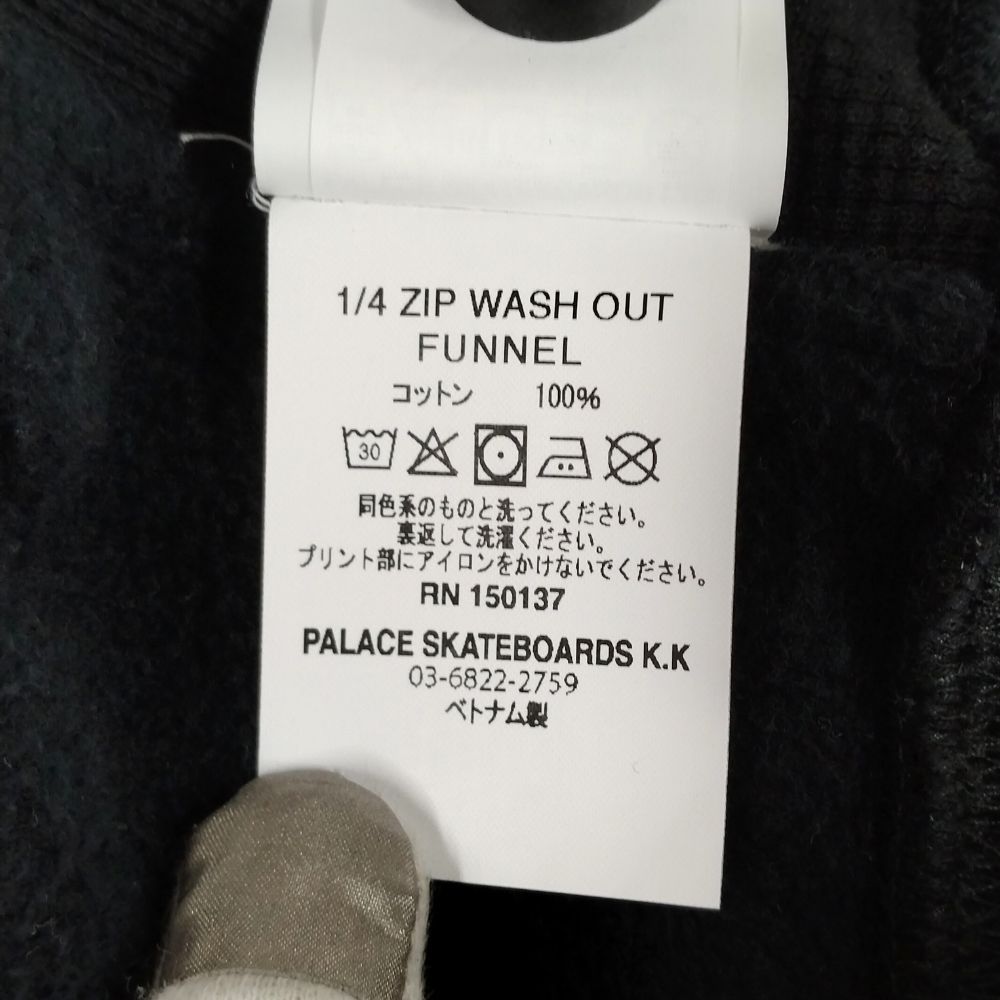 1/4 ZIP WASH OUT
FUNNEL
コットン 100%
30
同色系のものと洗ってください。
裏返して洗濯ください。
プリント部にアイロンをかけないでください。
RN 150137
PALACE SKATEBOARDS K.K
03-6822-2759
ベトナム製